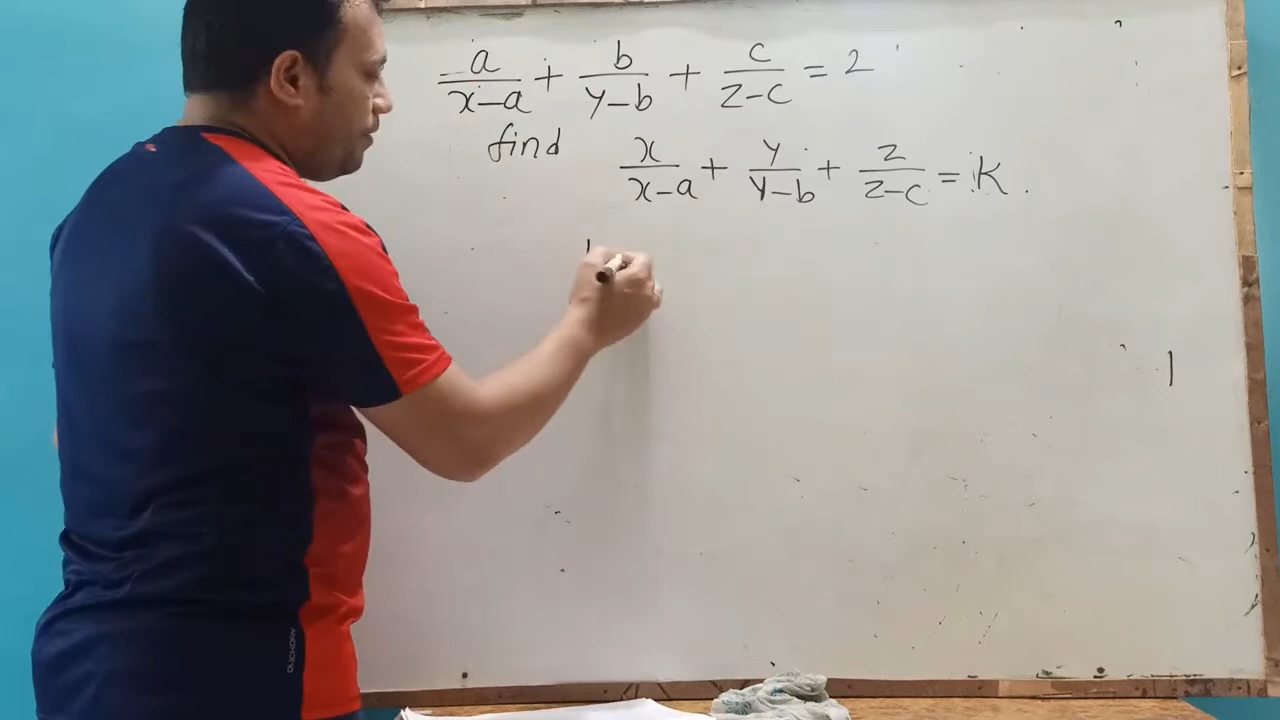 a/(x-a) + b/(y-b) + c/(z-c) = 2
find x/(x-a) + y/(y-b) + z/(z-c) = K.